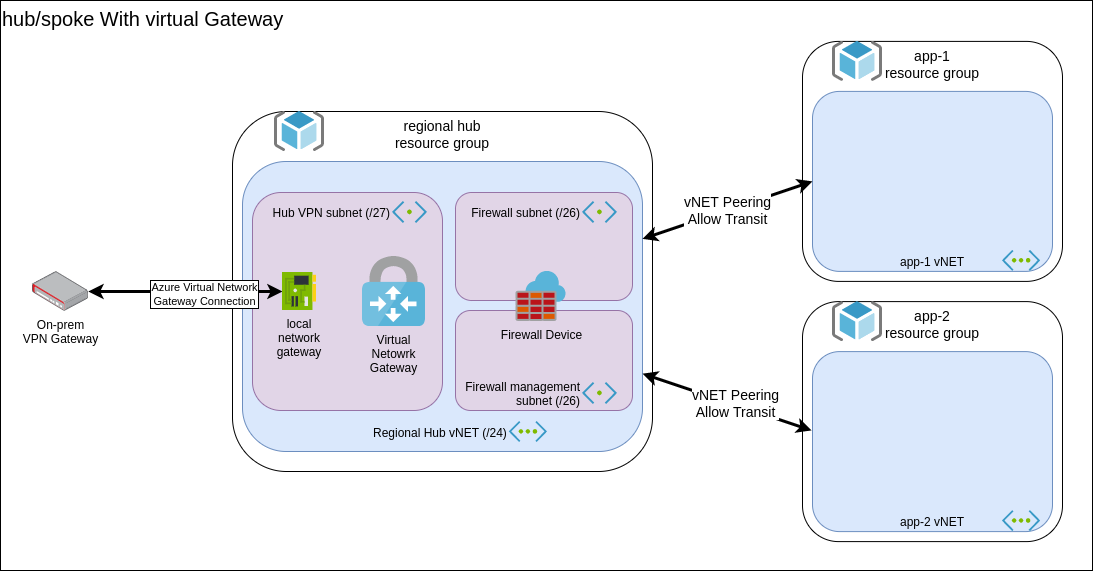 hub/spoke With virtual Gateway
app-1
resource group
regional hub
resource group
Hub VPN subnet (/27)
Firewall subnet (/26)
vNET Peering
Allow Transit
app-1 vNET
Azure Virtual Network
Gateway Connection
On-prem
VPN Gateway
local
network
gateway
Virtual
Netowrk
Gateway
Firewall Device
app-2
resource group
Firewall management
subnet (/26)
vNET Peering
Allow Transit
Regional Hub vNET (/24)
app-2 vNET